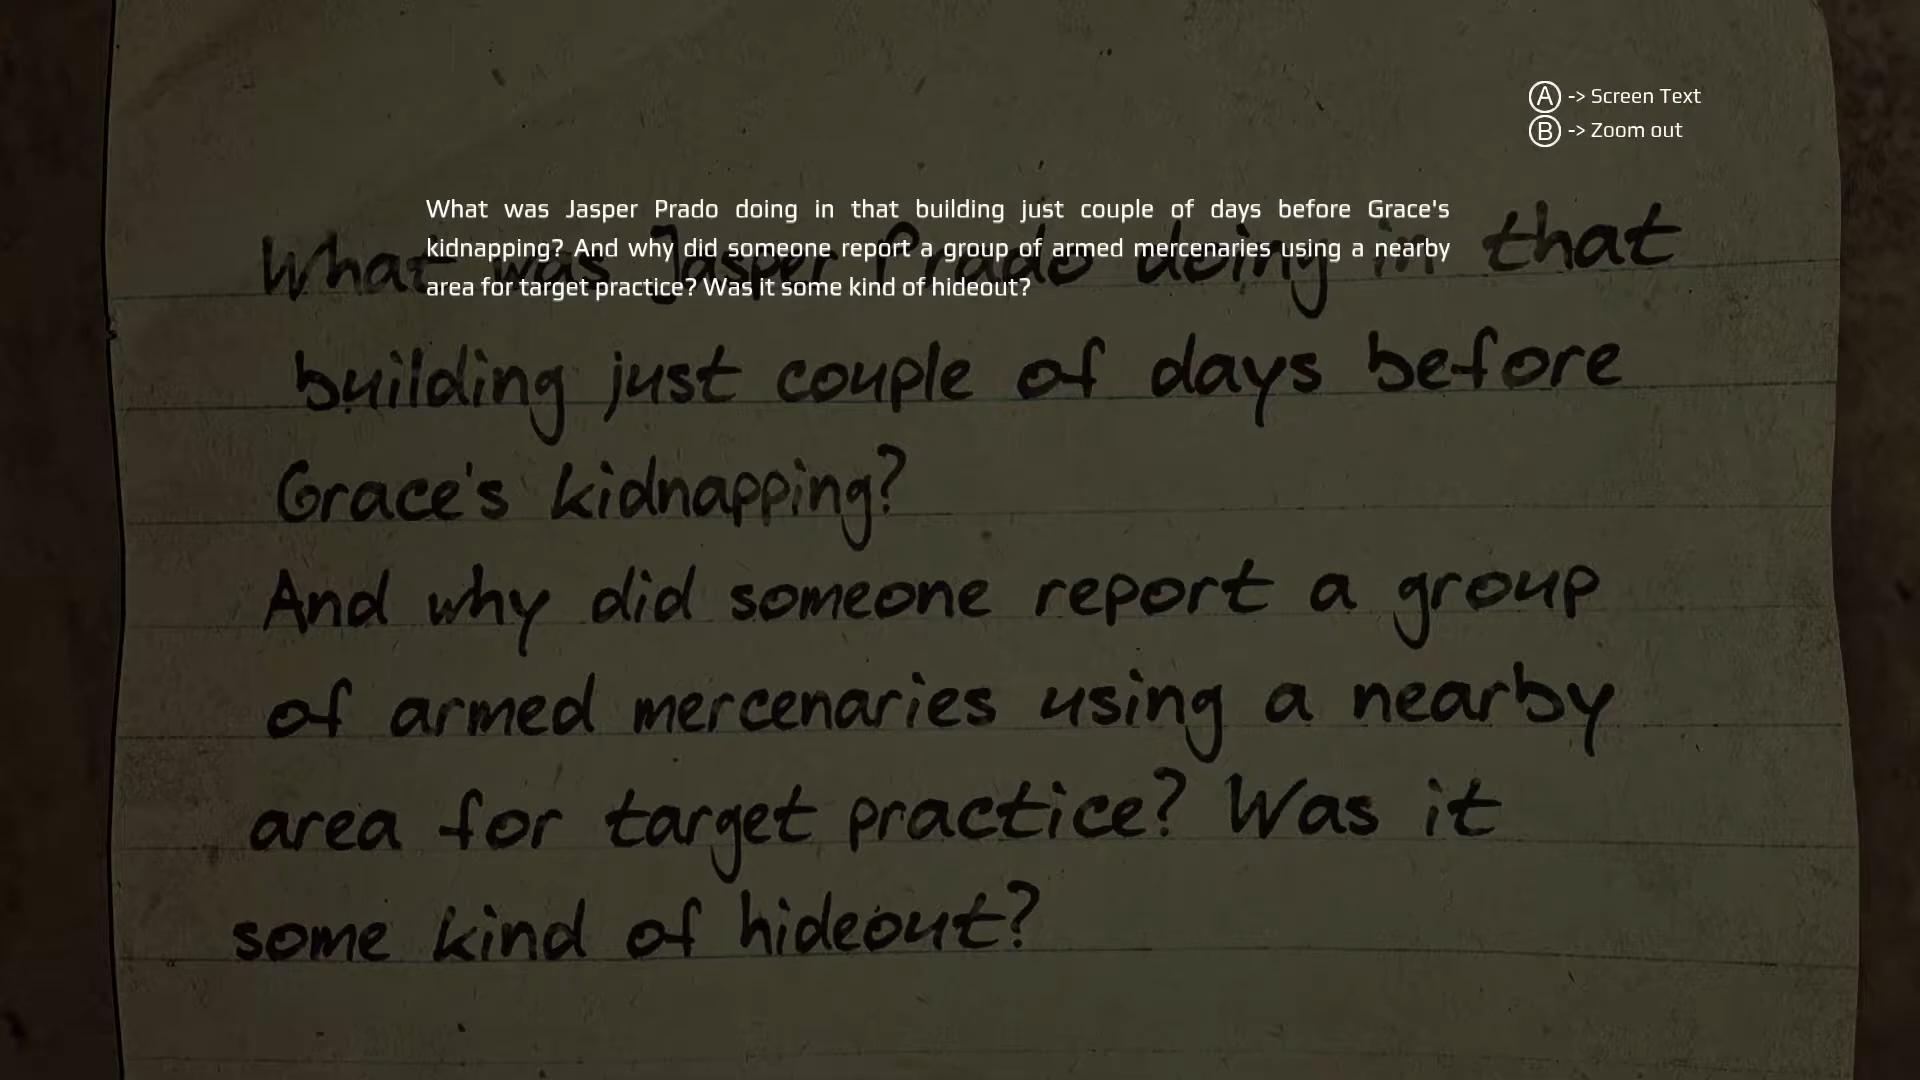 A -> Screen Text
B -> Zoom out
What was Jasper Prado doing in that building just couple of days before Grace's
kidnapping? And why did someone report a group of armed mercenaries using a nearby
area for target practice? Was it some kind of hideout?
What was Jasper Prado doing in that
building just couple of days before
Grace's kidnapping?
And why did someone report a group
of armed mercenaries using a nearby
area for target practice? Was it
some kind of hideout?